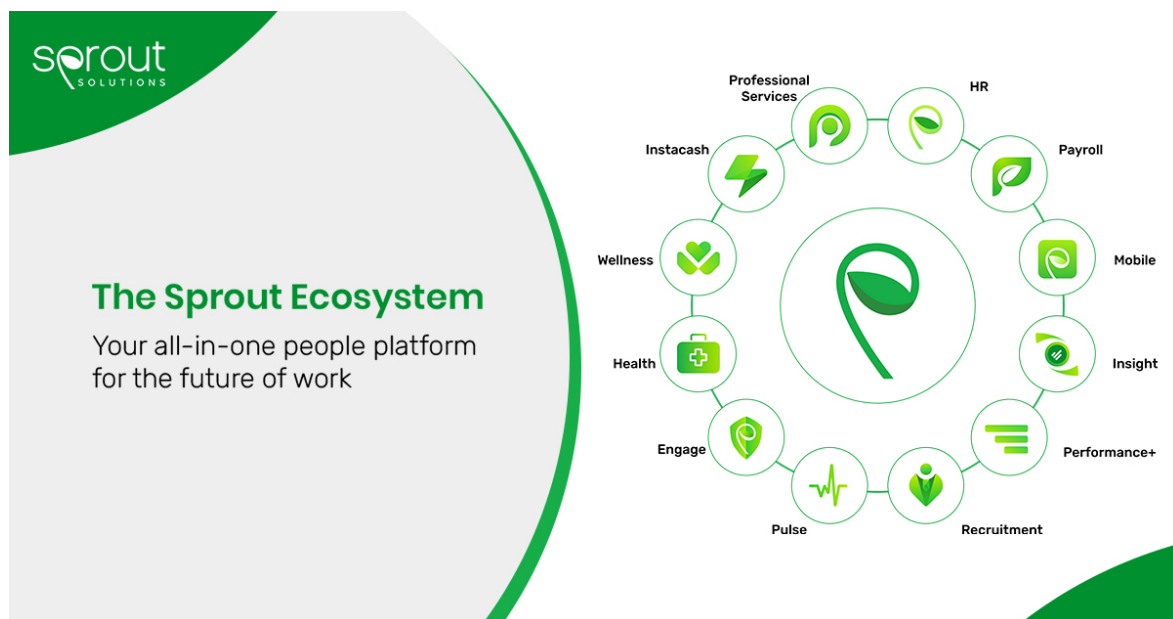 sprout
SOLUTIONS
The Sprout Ecosystem
Your all-in-one people platform
for the future of work
Professional
Services
HR
Instacash
Payroll
Wellness
Mobile
Health
Insight
Engage
Performance+
Pulse
Recruitment